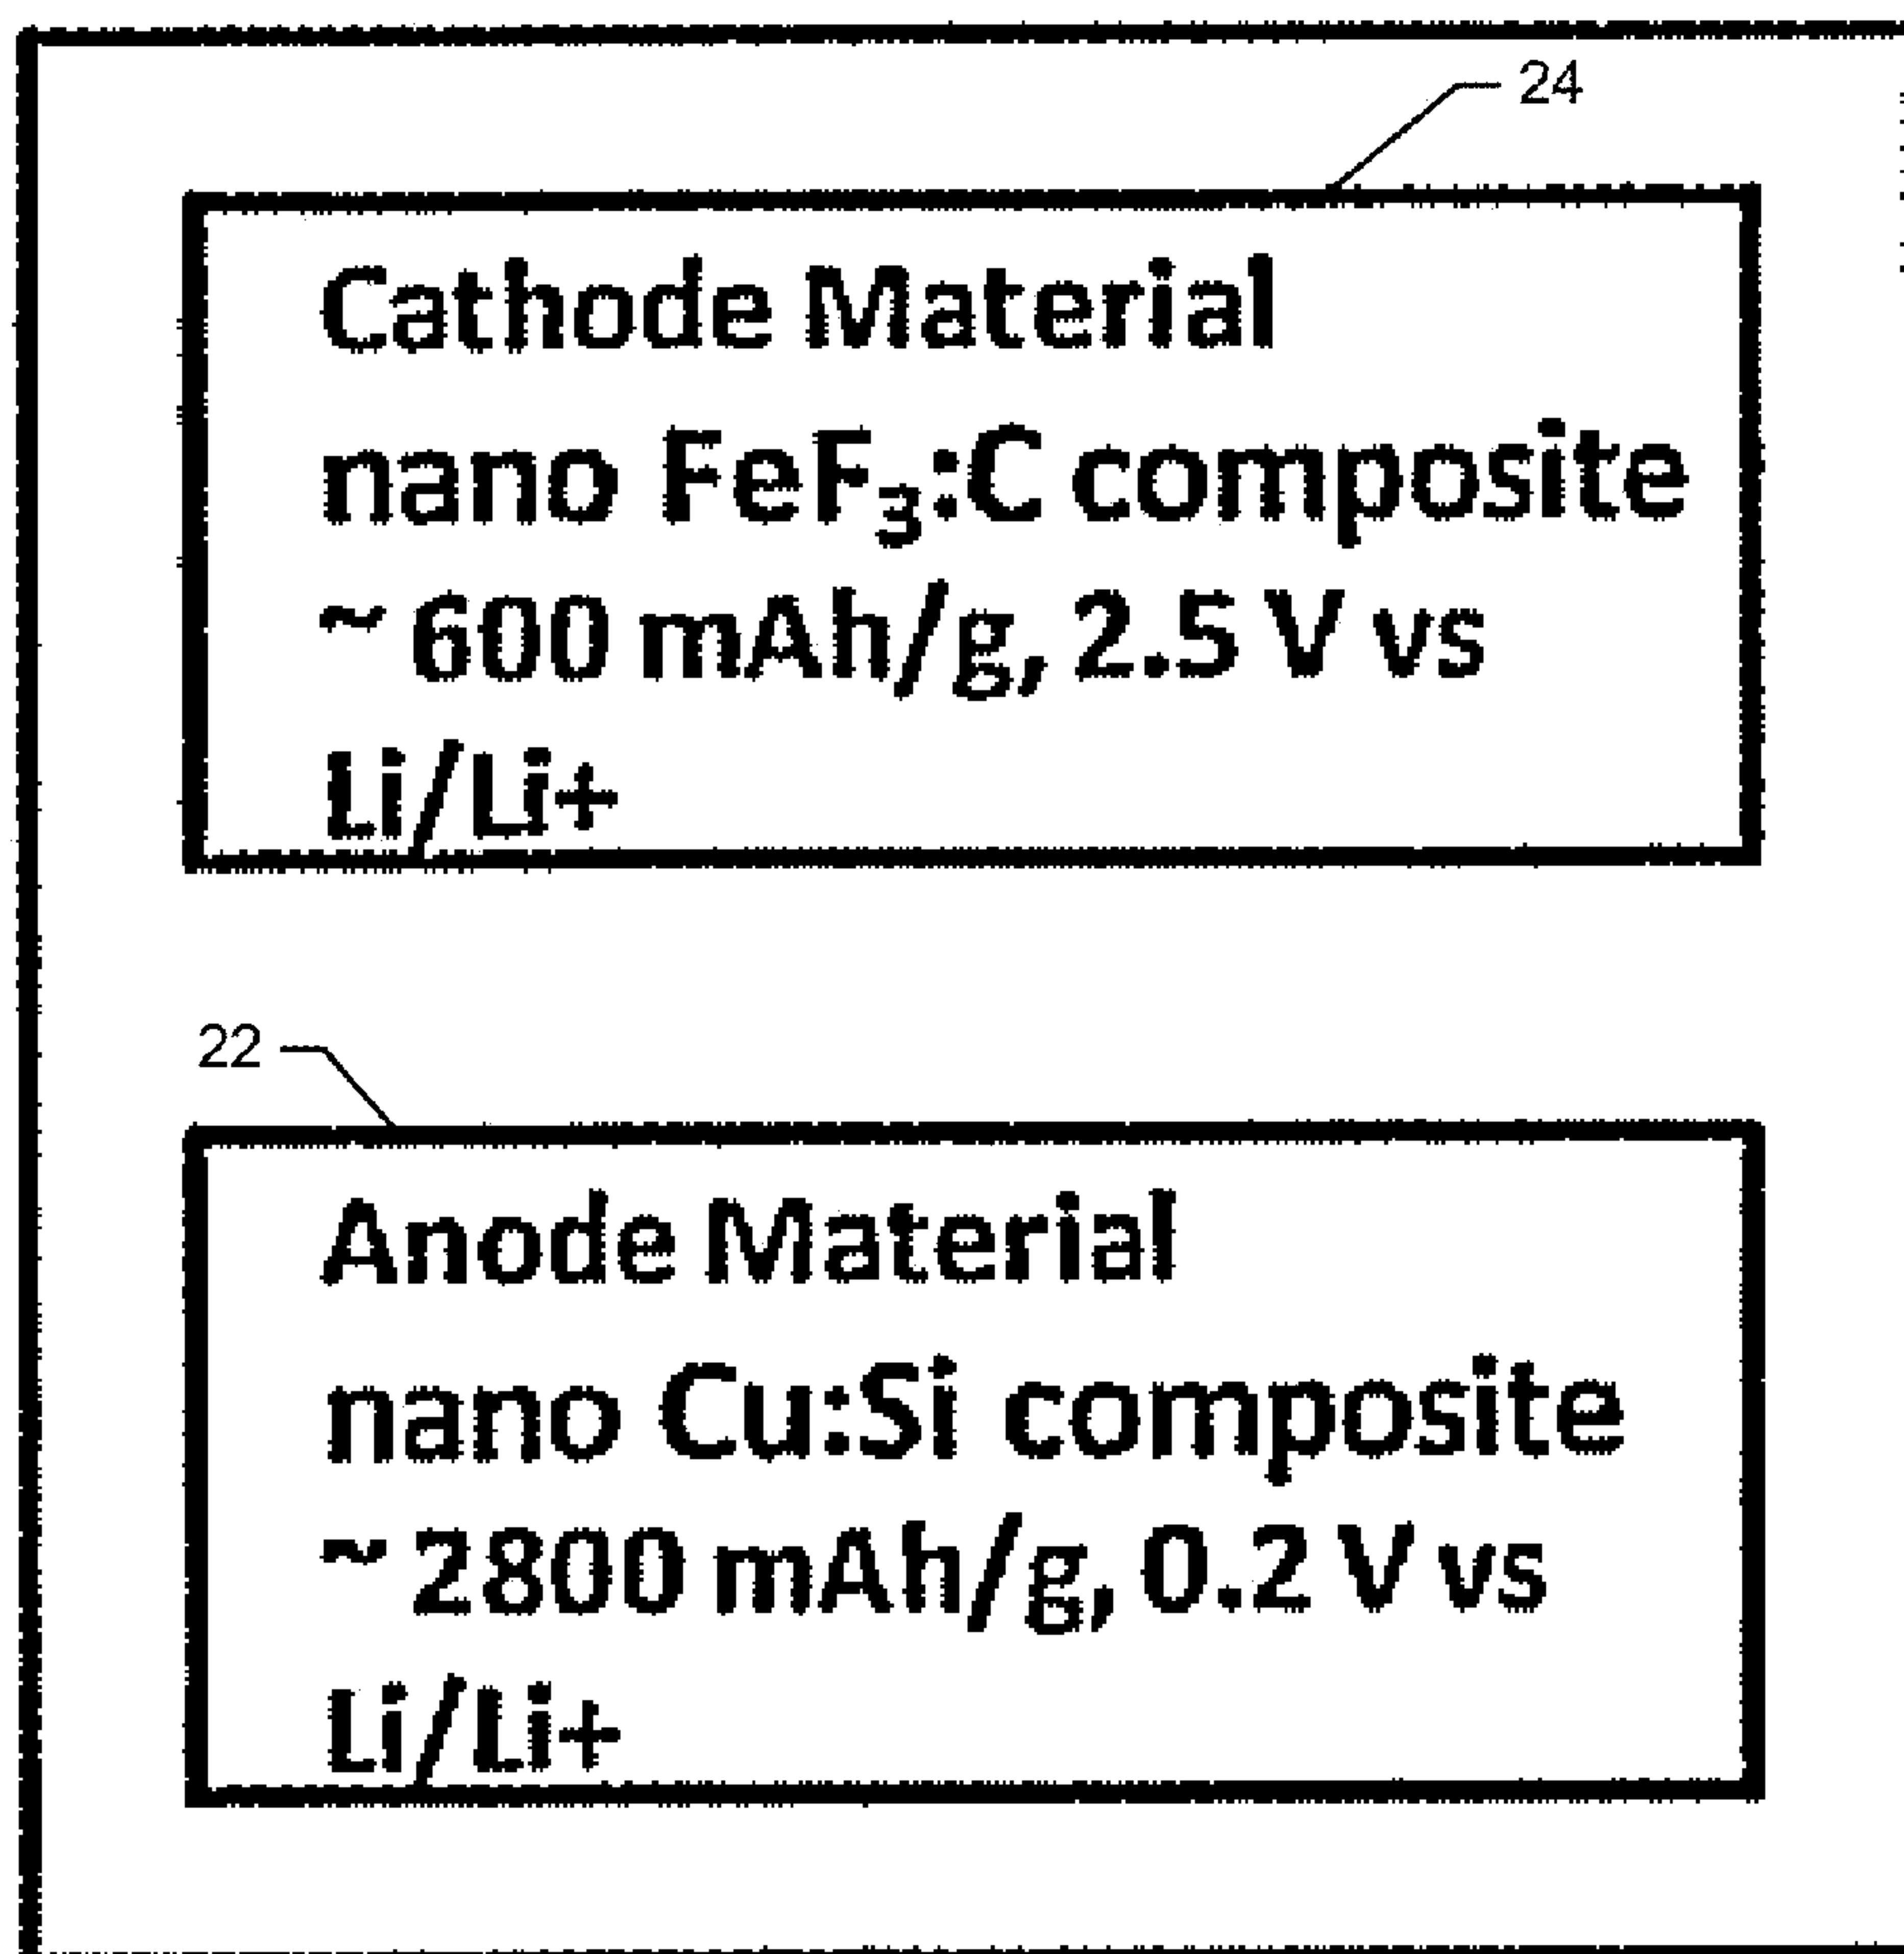 24
Cathode Material
nano FeF₃:C composite
~ 600 mAh/g, 2.5 V vs
Li/Li+
22
Anode Material
nano Cu:Si composite
~ 2800 mAh/g, 0.2 V vs
Li/Li+